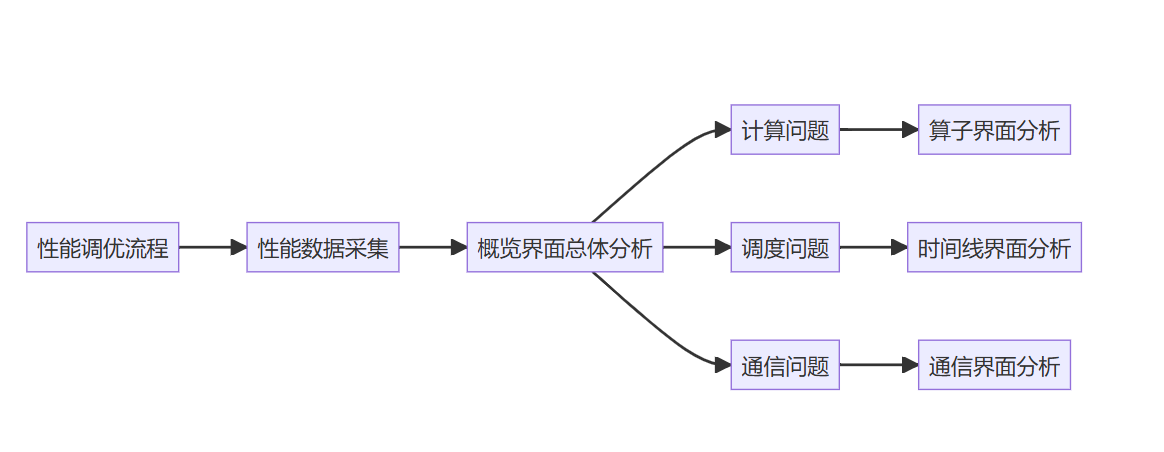 性能调优流程
性能数据采集
概览界面总体分析
计算问题
算子界面分析
调度问题
时间线界面分析
通信问题
通信界面分析